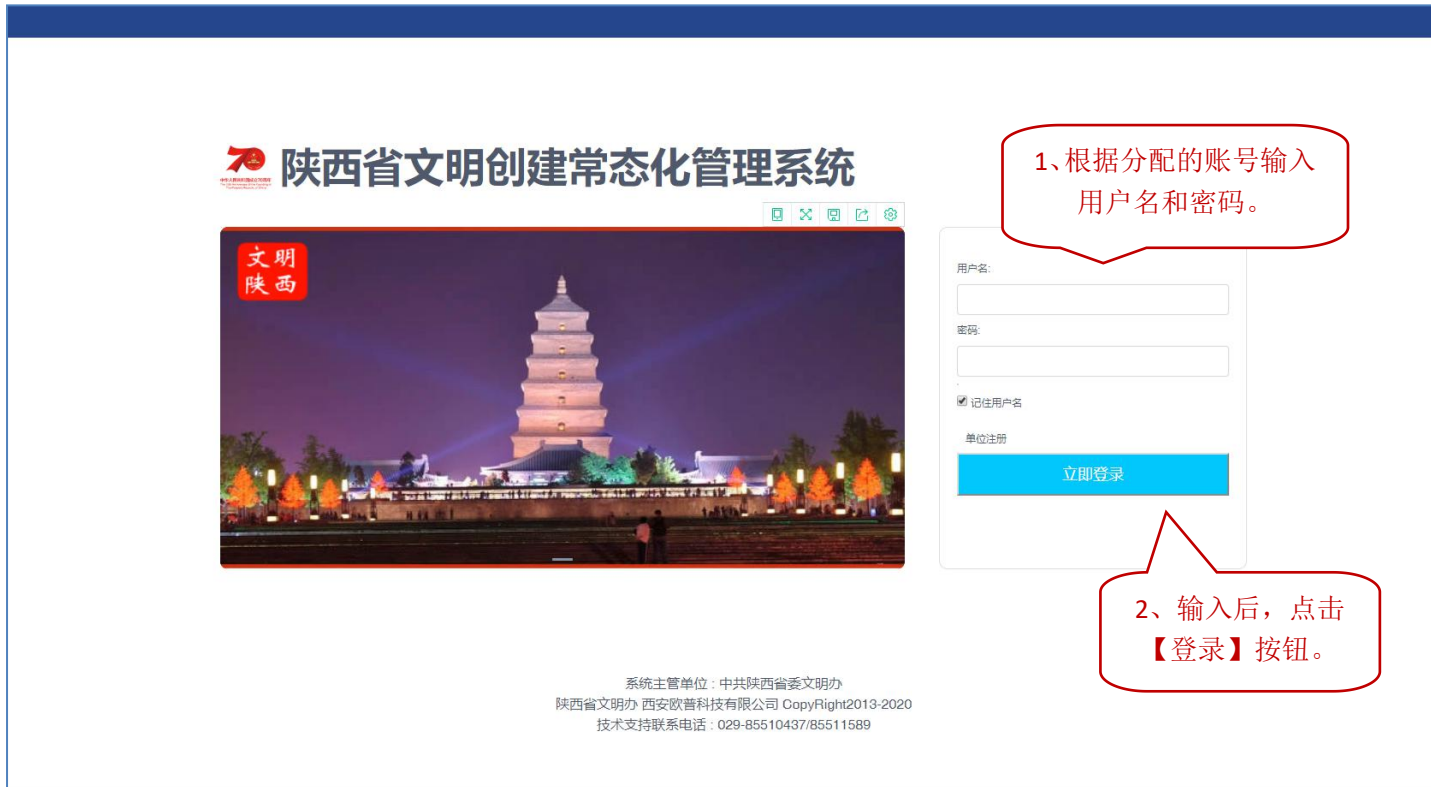 陕西省文明创建常态化管理系统
1、根据分配的账号输入
用户名和密码。
文明
陕西
用户名:
密码:
记住用户名
单位注册
立即登录
2、输入后，点击
【登录】按钮。
系统主管单位 : 中共陕西省委文明办
陕西省文明办 西安欧普科技有限公司 CopyRight2013-2020
技术支持联系电话 : 029-85510437/85511589